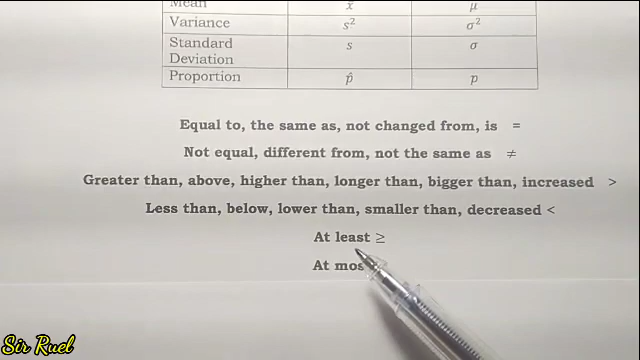 Mean x̄ μ
Variance s² σ²
Standard Deviation s σ
Proportion p̂ p
Equal to, the same as, not changed from, is =
Not equal, different from, not the same as ≠
Greater than, above, higher than, longer than, bigger than, increased >
Less than, below, lower than, smaller than, decreased <
At least ≥
At mos
Sir Ruel